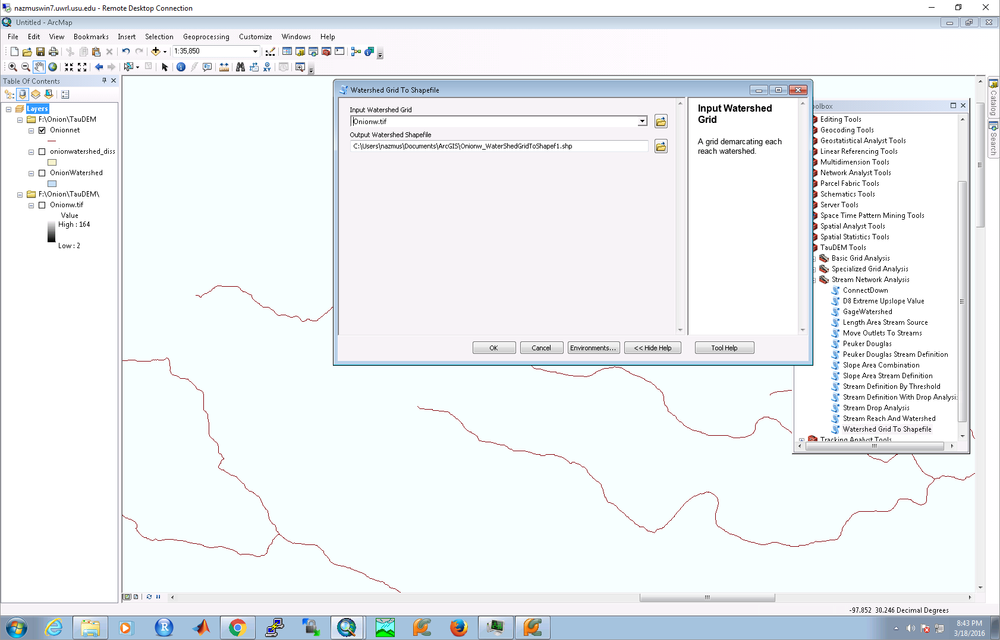 nazmuswin7.uwrl.usu.edu - Remote Desktop Connection
Untitled - ArcMap
File Edit View Bookmarks Insert Selection Geoprocessing Customize Windows Help
1:35,850
Table Of Contents
Layers
F:\Onion\TauDEM
Onionnet
onionwatershed_diss
OnionWatershed
F:\Onion\TauDEM\
Onionw.tif
Value
High : 164
Low : 2
Watershed Grid To Shapefile
Input Watershed Grid
Onionw.tif
Output Watershed Shapefile
C:\Users\nazmus\Documents\ArcGIS\Onionw_WaterShedGridToShapef1.shp
OK Cancel Environments... << Hide Help Tool Help
Input Watershed
Grid
A grid demarcating each
reach watershed.
olbox
Editing Tools
Geocoding Tools
Geostatistical Analyst Tools
Linear Referencing Tools
Multidimension Tools
Network Analyst Tools
Parcel Fabric Tools
Schematics Tools
Server Tools
Space Time Pattern Mining Tools
Spatial Analyst Tools
Spatial Statistics Tools
TauDEM Tools
Basic Grid Analysis
Specialized Grid Analysis
Stream Network Analysis
ConnectDown
D8 Extreme Upslope Value
GageWatershed
Length Area Stream Source
Move Outlets To Streams
Peuker Douglas
Peuker Douglas Stream Definition
Slope Area Combination
Slope Area Stream Definition
Stream Definition By Threshold
Stream Definition With Drop Analysi
Stream Drop Analysis
Stream Reach And Watershed
Watershed Grid To Shapefile
Tracking Analyst Tools
Catalog
Search
-97.852 30.246 Decimal Degrees
8:43 PM
3/18/2016